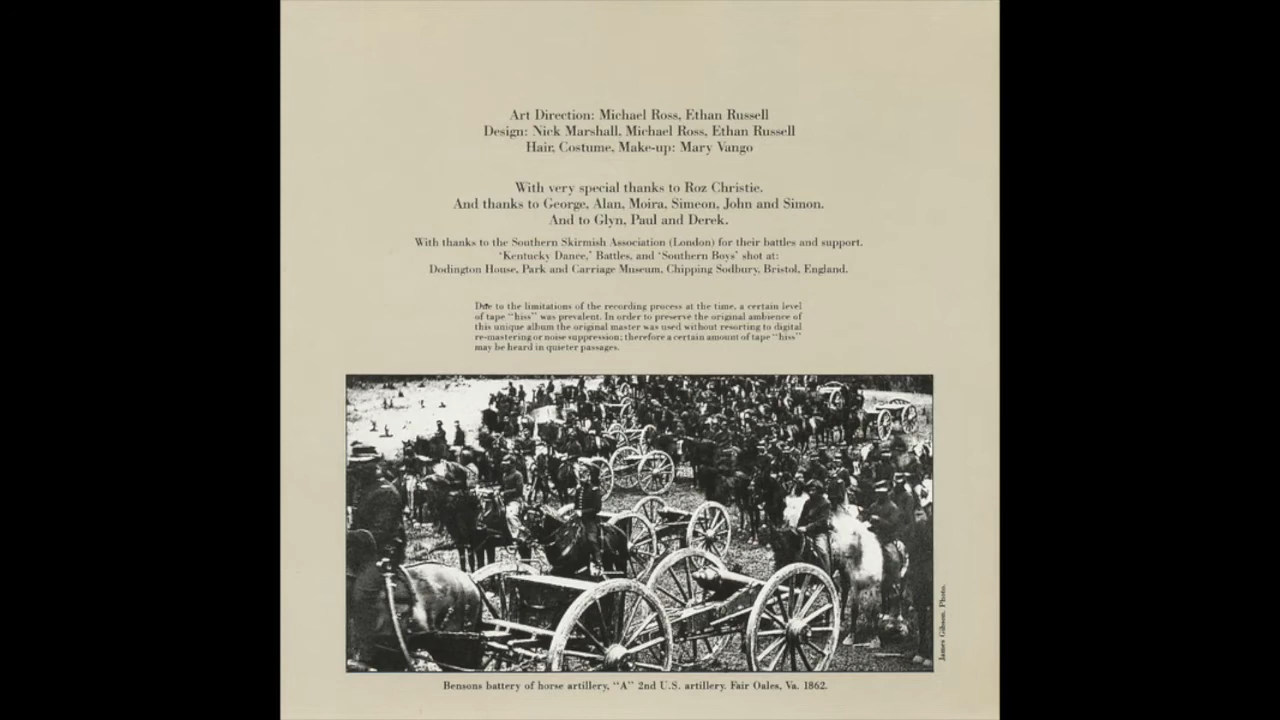 Art Direction: Michael Ross, Ethan Russell
Design: Nick Marshall, Michael Ross, Ethan Russell
Hair, Costume, Make-up: Mary Vango
With very special thanks to Roz Christie.
And thanks to George, Alan, Moira, Simeon, John and Simon.
And to Glyn, Paul and Derek.
With thanks to the Southern Skirmish Association (London) for their battles and support.
'Kentucky Dance,' Battles, and 'Southern Boys' shot at:
Dodington House, Park and Carriage Museum, Chipping Sodbury, Bristol, England.
Due to the limitations of the recording process at the time, a certain level
of tape "hiss" was prevalent. In order to preserve the original ambience of
this unique album the original master was used without resorting to digital
re-mastering or noise suppression; therefore a certain amount of tape "hiss"
may be heard in quieter passages.
James Gibson. Photo.
Bensons battery of horse artillery, "A" 2nd U.S. artillery. Fair Oales, Va. 1862.